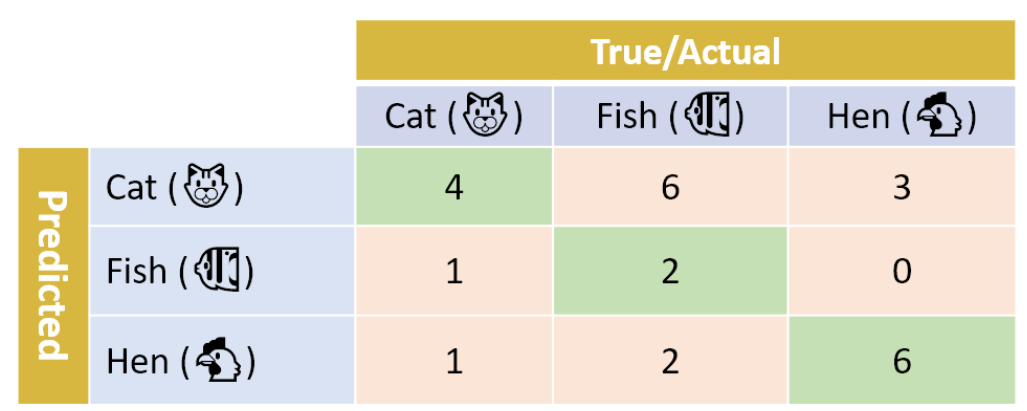 True/Actual
Cat () Fish () Hen ()
Predicted
Cat () 4 6 3
Fish () 1 2 0
Hen () 1 2 6